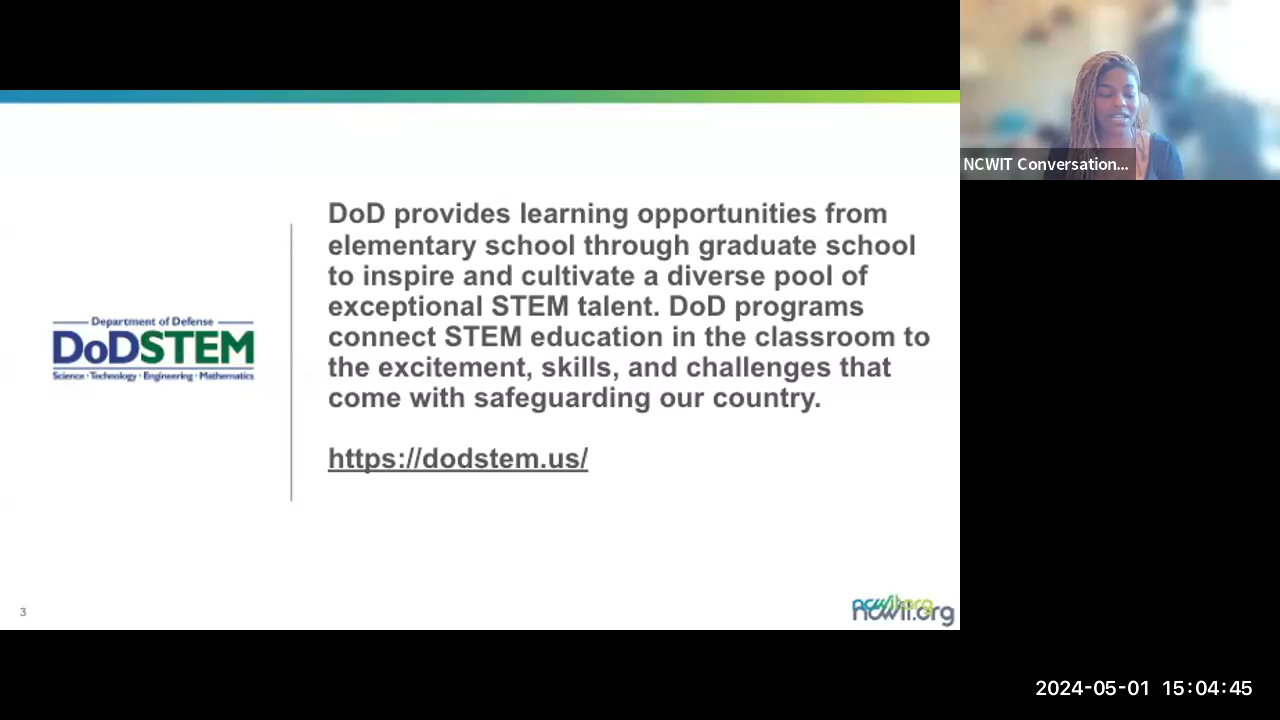 NCWIT Conversation...
DoD provides learning opportunities from
elementary school through graduate school
to inspire and cultivate a diverse pool of
exceptional STEM talent. DoD programs
connect STEM education in the classroom to
the excitement, skills, and challenges that
come with safeguarding our country.
https://dodstem.us/
Department of Defense
DoDSTEM
Science · Technology · Engineering · Mathematics
3
ncwit.org
ncwit.org
2024-05-01 15:04:45